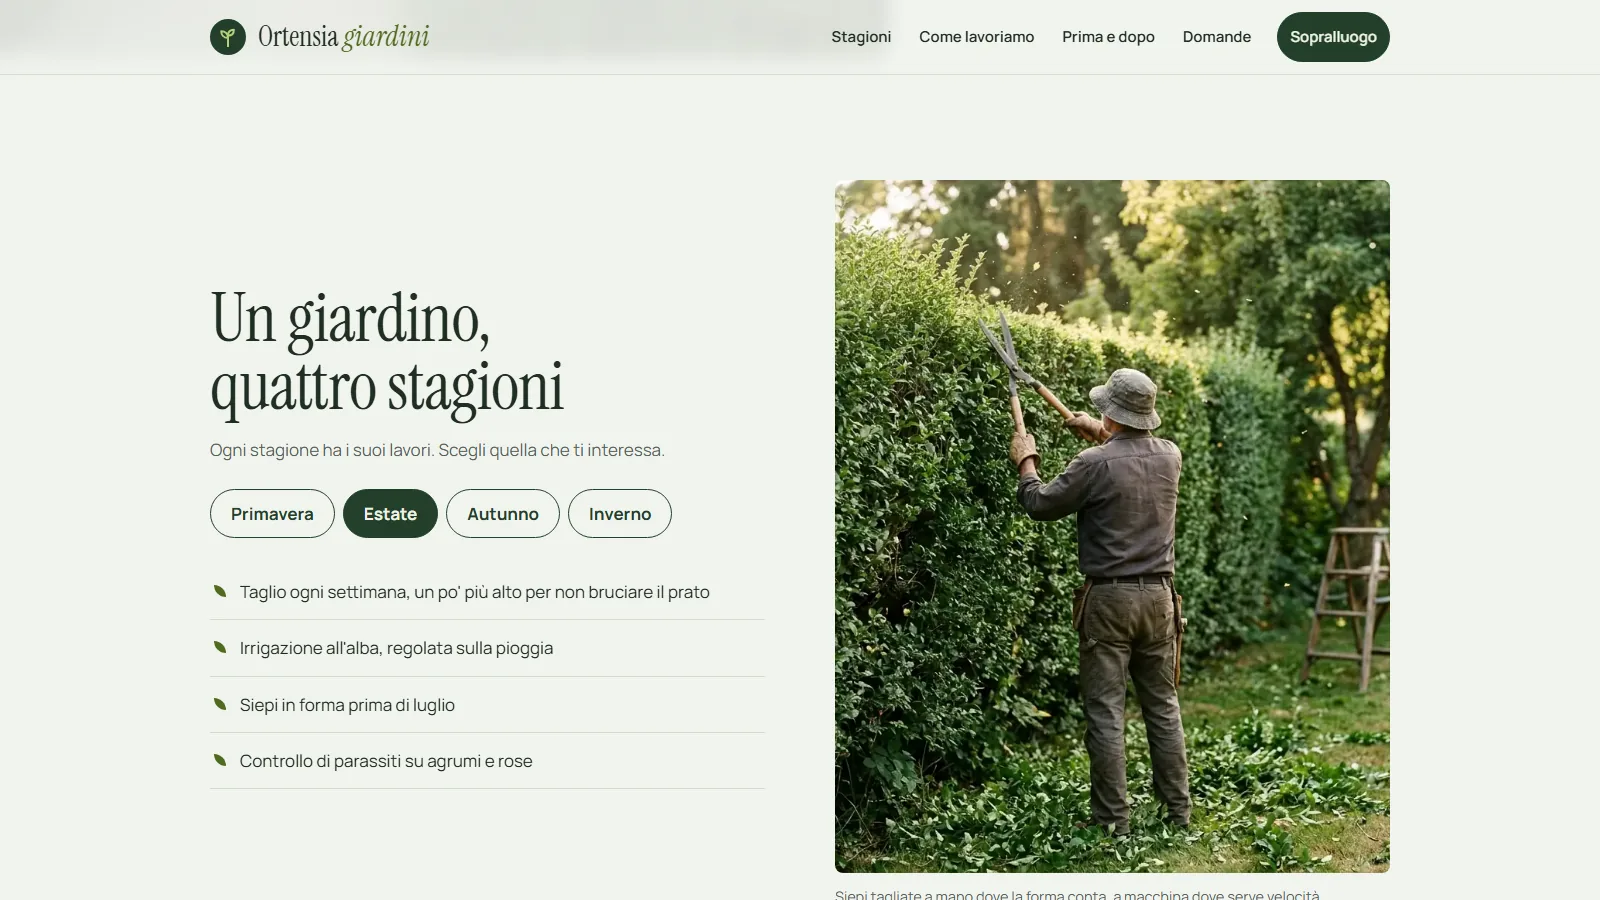 Ortensia giardini
Stagioni
Come lavoriamo
Prima e dopo
Domande
Sopralluogo
Un giardino,
quattro stagioni
Ogni stagione ha i suoi lavori. Scegli quella che ti interessa.
Primavera
Estate
Autunno
Inverno
Taglio ogni settimana, un po' più alto per non bruciare il prato
Irrigazione all'alba, regolata sulla pioggia
Siepi in forma prima di luglio
Controllo di parassiti su agrumi e rose
Siepi tagliate a mano dove la forma conta, a macchina dove serve velocità